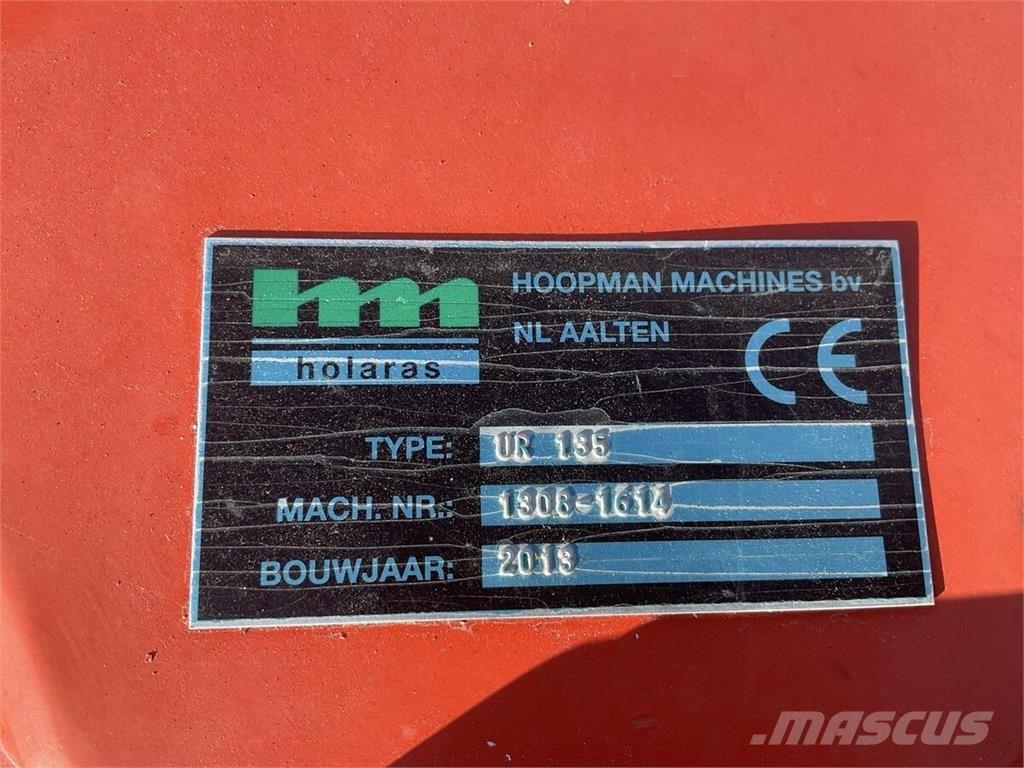 hm
holaras
HOOPMAN MACHINES bv
NL AALTEN
CE
TYPE: UR 135
MACH. NR.: 1308-1614
BOUWJAAR: 2013
MASCUS